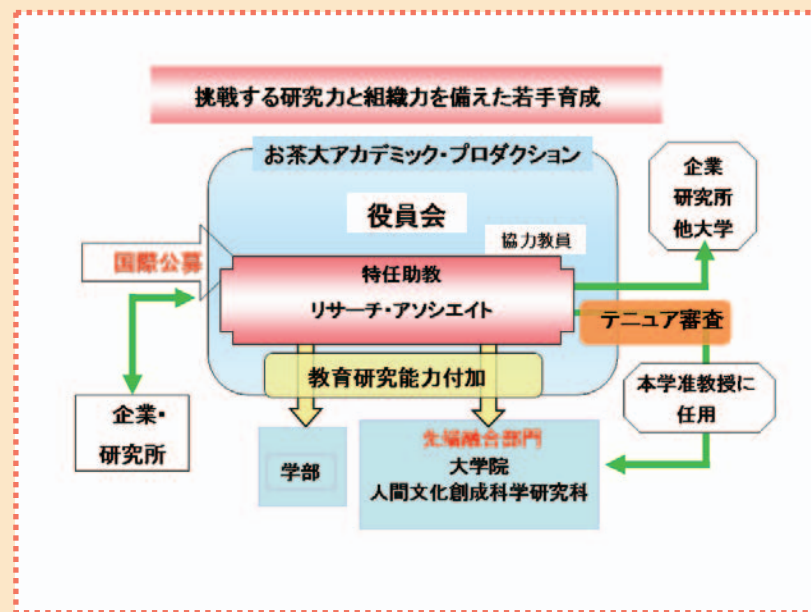 挑戦する研究力と組織力を備えた若手育成
お茶大アカデミック・プロダクション
役員会
協力教員
国際公募
特任助教
リサーチ・アソシエイト
企業
研究所
他大学
テニュア審査
教育研究能力付加
本学准教授に
任用
企業・
研究所
学部
先端融合部門
大学院
人間文化創成科学研究科